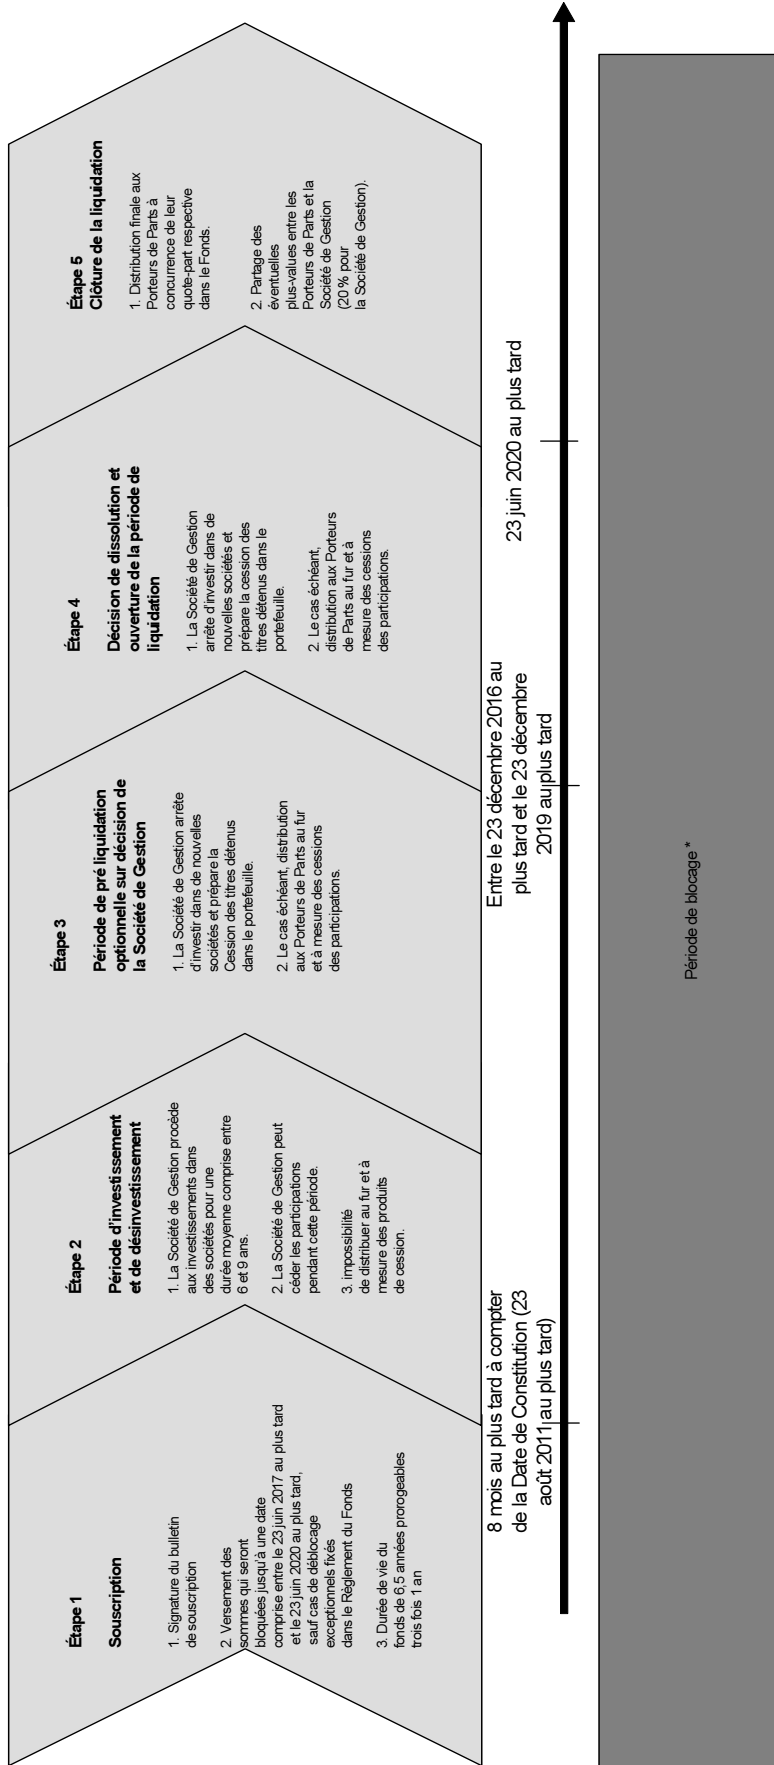 Étape 1
Souscription
1. Signature du bulletin
de souscription
2. Versement des
sommes qui seront
bloquées jusqu'à une date
comprise entre le 23 juin 2017 au plus tard
et le 23 juin 2020 au plus tard,
sauf cas de déblocage
exceptionnels fixés
dans le Règlement du Fonds
3. Durée de vie du
fonds de 6,5 années prorogeables
trois fois 1 an
Étape 2
Période d'investissement
et de désinvestissement
1. La Société de Gestion procède
aux investissements dans
des sociétés pour une
durée moyenne comprise entre
6 et 9 ans.
2. La Société de Gestion peut
céder les participations
pendant cette période.
3. impossibilité
de distribuer au fur et à
mesure des produits
de cession.
Étape 3
Période de pré liquidation
optionnelle sur décision de
la Société de Gestion
1. La Société de Gestion arrête
d'investir dans de nouvelles
sociétés et prépare la
Cession des titres détenus
dans le portefeuille.
2. Le cas échéant, distribution
aux Porteurs de Parts au fur
et à mesure des cessions
des participations.
Étape 4
Décision de dissolution et
ouverture de la période de
liquidation
1. La Société de Gestion
arrête d'investir dans de
nouvelles sociétés et
prépare la cession des
titres détenus dans le
portefeuille.
2. Le cas échéant,
distribution aux Porteurs
de Parts au fur et à
mesure des cessions
des participations.
Étape 5
Clôture de la liquidation
1. Distribution finale aux
Porteurs de Parts à
concurrence de leur
quote-part respective
dans le Fonds.
2. Partage des
éventuelles
plus-values entre les
Porteurs de Parts et la
Société de Gestion
(20 % pour
la Société de Gestion).
8 mois au plus tard à compter
de la Date de Constitution (23
août 2011 au plus tard)
Entre le 23 décembre 2016 au
plus tard et le 23 décembre
2019 au plus tard
23 juin 2020 au plus tard
Période de blocage *